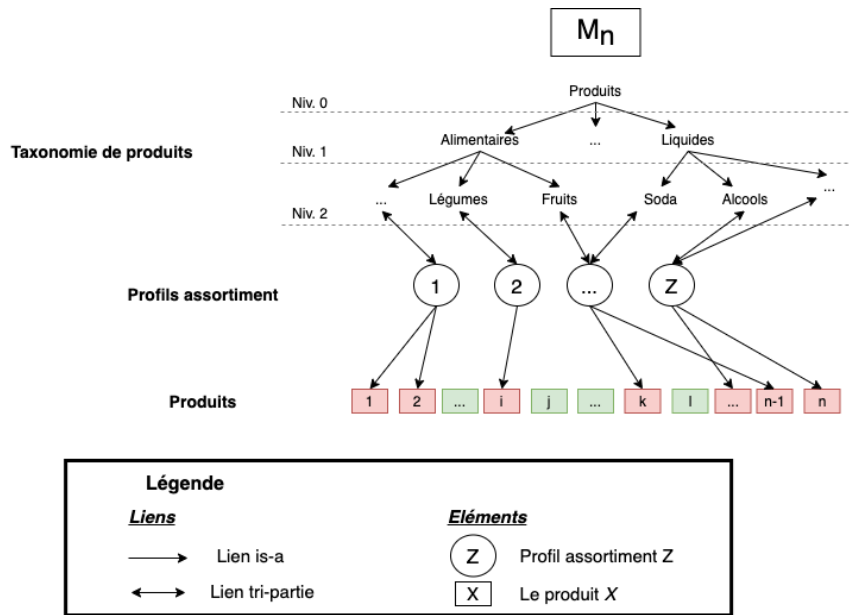 Mn
Produits
Niv. 0
Taxonomie de produits
Alimentaires ... Liquides
Niv. 1
... Légumes Fruits Soda Alcools ...
Niv. 2
Profils assortiment 1 2 ... Z
Produits 1 2 ... i j ... k l ... n-1 n
Légende
Liens Eléments
Lien is-a Z Profil assortiment Z
Lien tri-partie X Le produit X